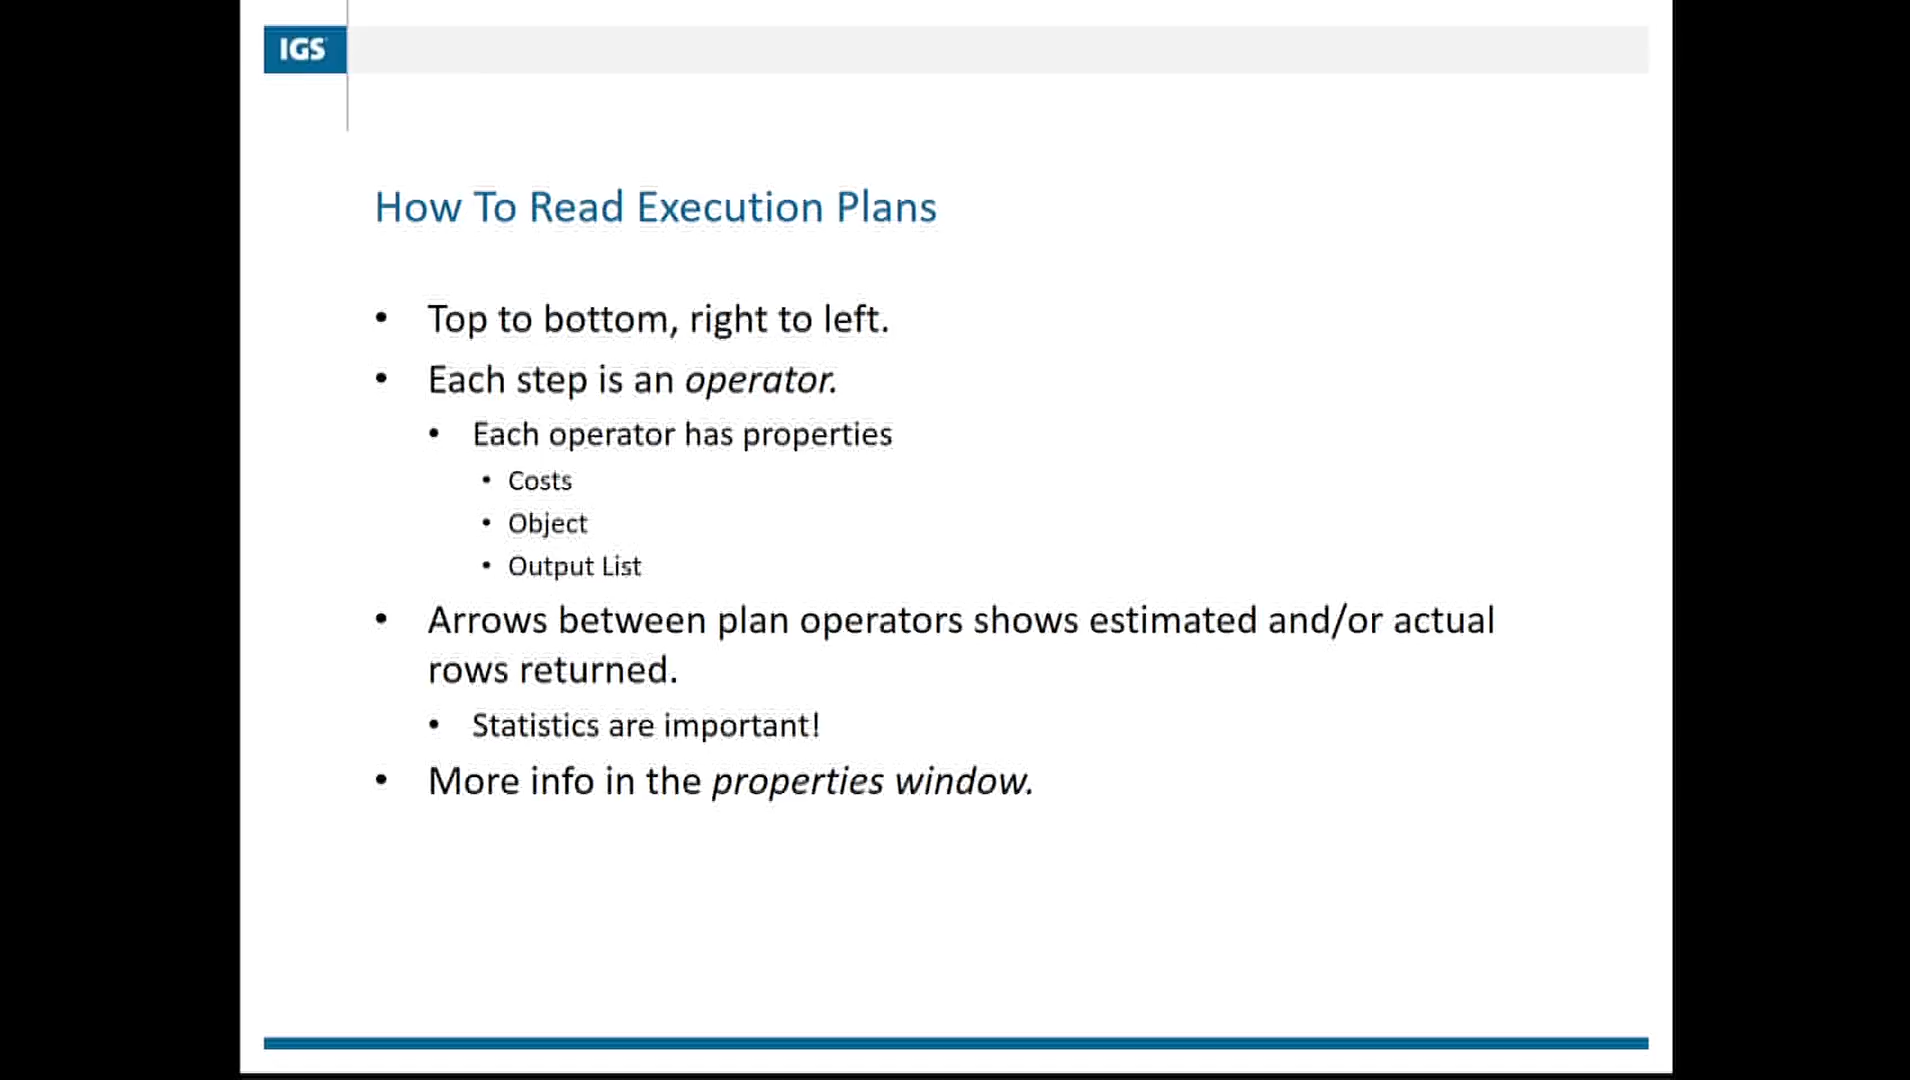 IGS
How To Read Execution Plans
• Top to bottom, right to left.
• Each step is an operator.
• Each operator has properties
• Costs
• Object
• Output List
• Arrows between plan operators shows estimated and/or actual
rows returned.
• Statistics are important!
• More info in the properties window.